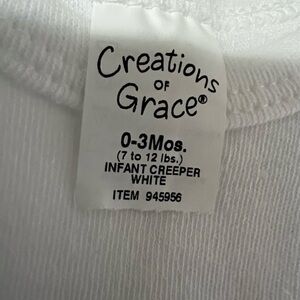 Creations
OF
Grace®
0-3Mos.
(7 to 12 lbs.)
INFANT CREEPER
WHITE
ITEM 945956